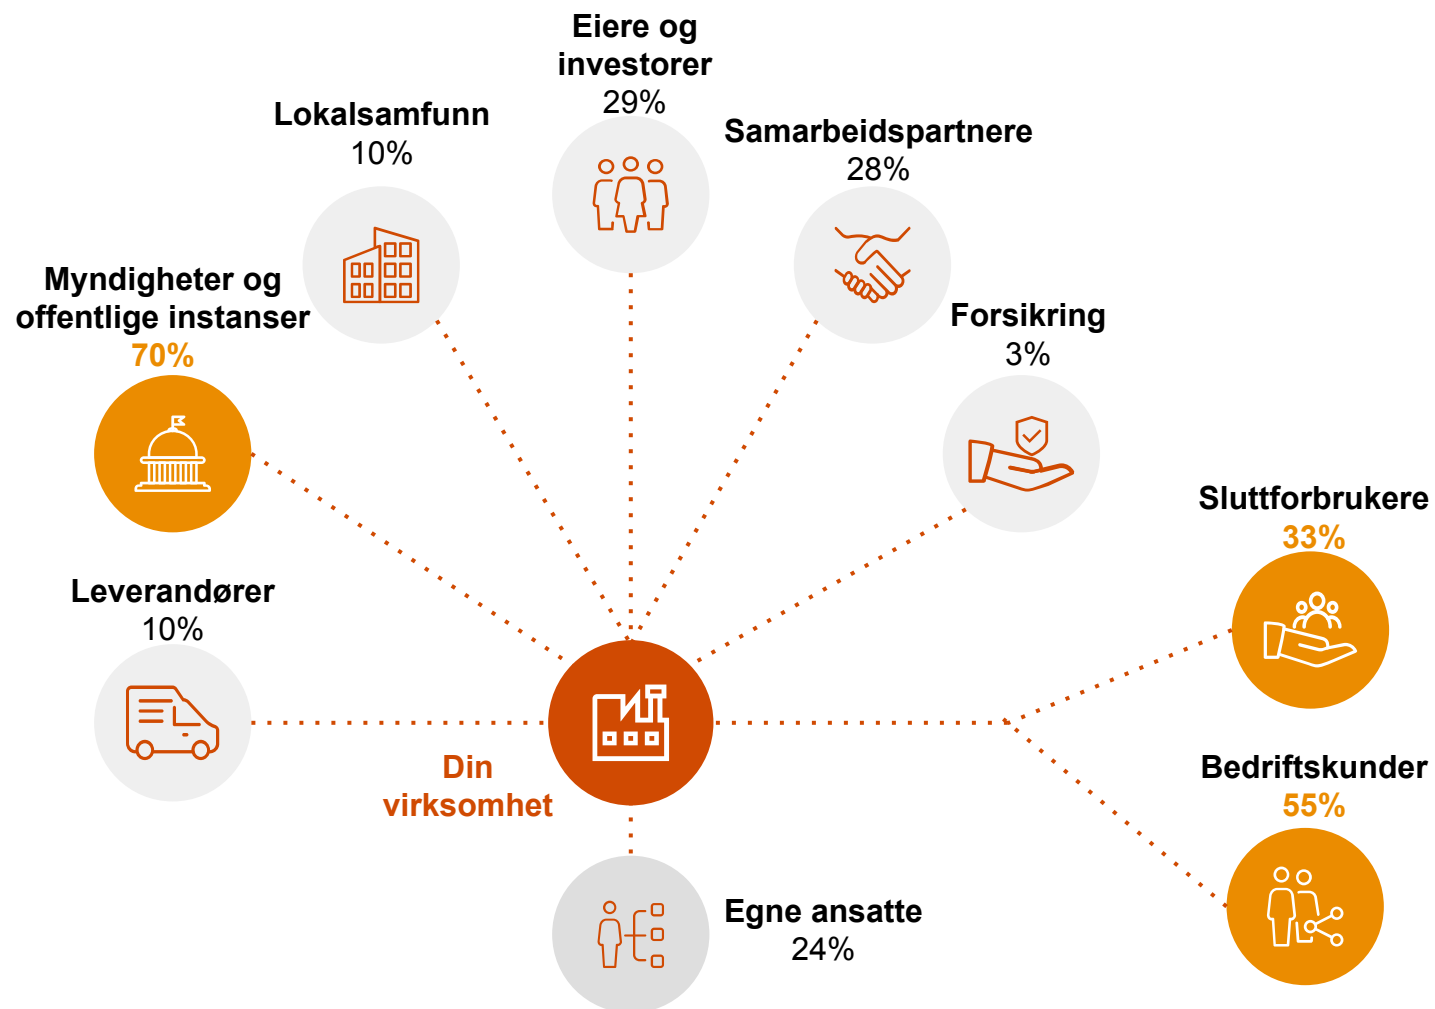 Eiere og
investorer
29%
Lokalsamfunn
10%
Samarbeidspartnere
28%
Myndigheter og
offentlige instanser
70%
Forsikring
3%
Sluttforbrukere
33%
Leverandører
10%
Din
virksomhet
Bedriftskunder
55%
Egne ansatte
24%